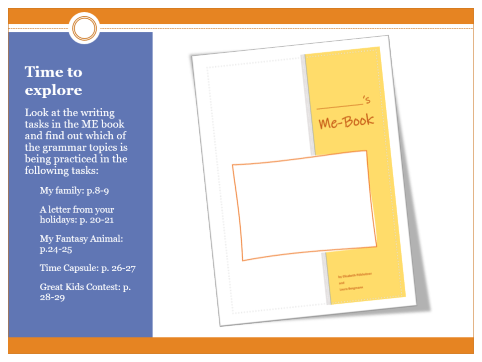 Time to
explore
Look at the writing
tasks in the ME book
and find out which of
the grammar topics is
being practiced in the
following tasks:
My family: p.8-9
A letter from your
holidays: p. 20-21
My Fantasy Animal:
p.24-25
Time Capsule: p. 26-27
Great Kids Contest: p.
28-29
________'s
Me-Book
and